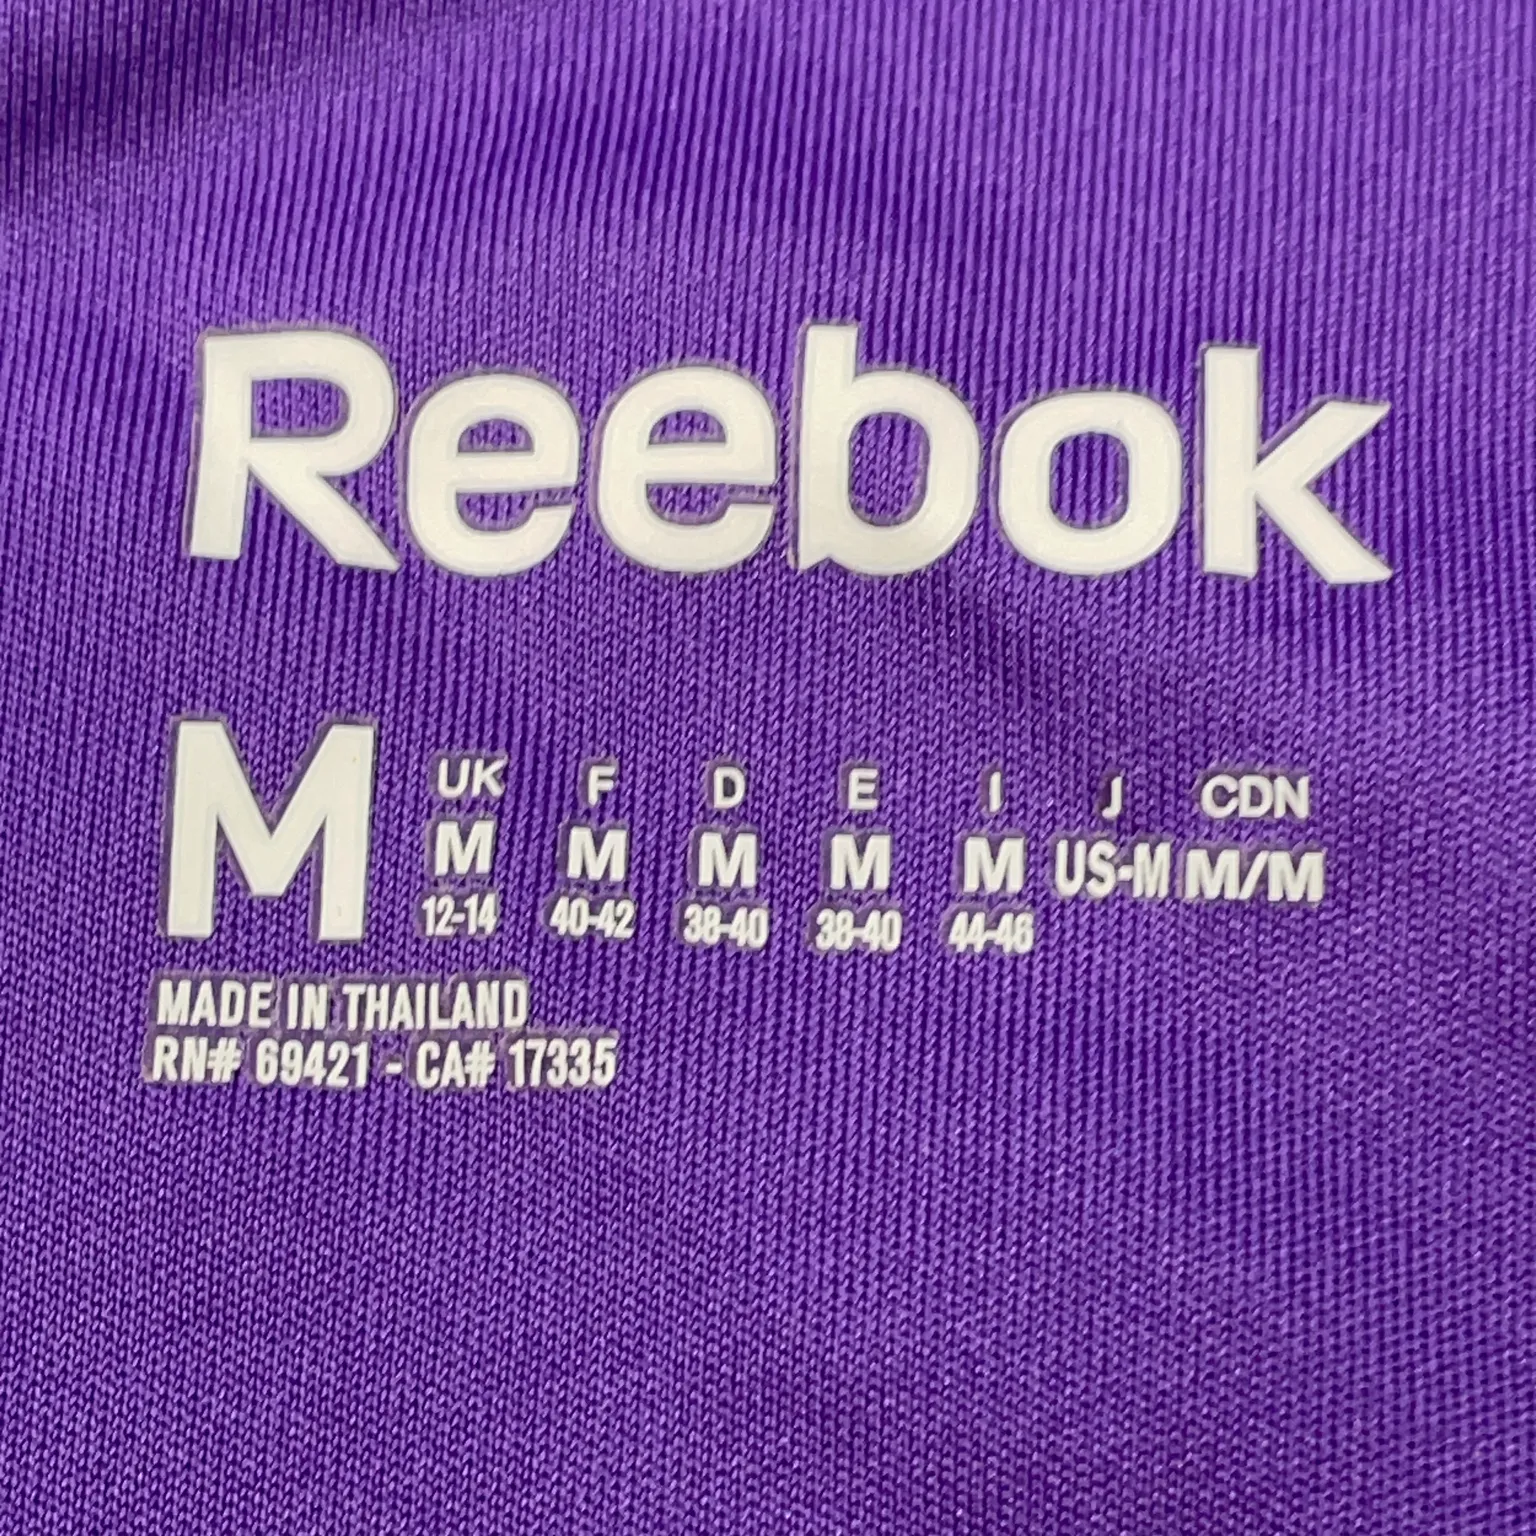 Reebok
M UK F D E I J CDN
M M M M M US-M M/M
12-14 40-42 38-40 38-40 44-46
MADE IN THAILAND
RN# 69421 - CA# 17335